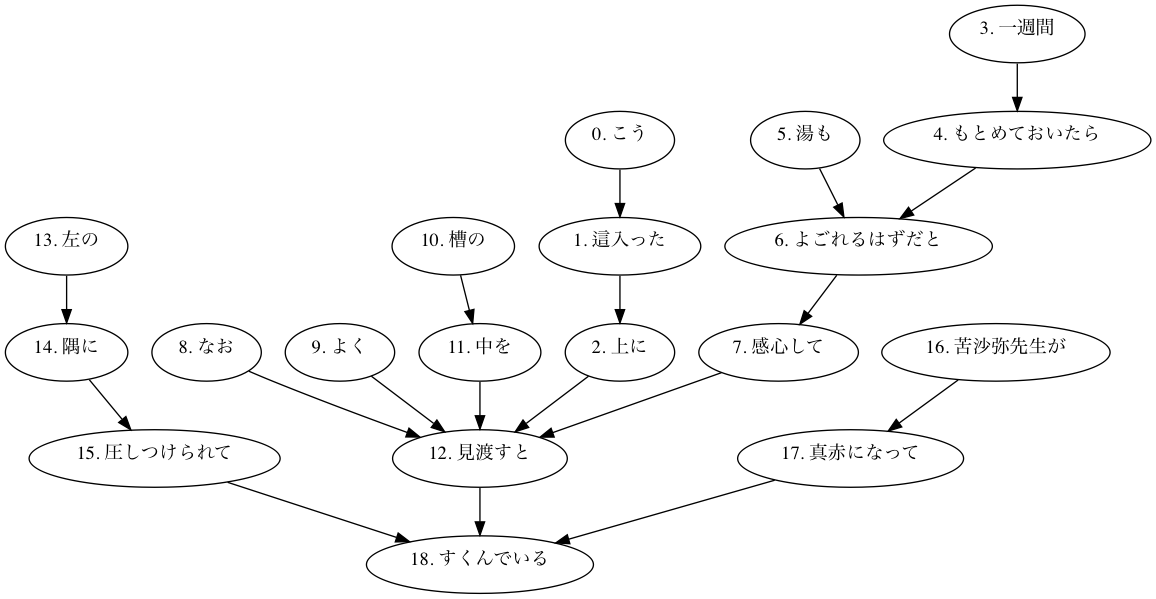 3. 一週間
0. こう
5. 湯も
4. もとめておいたら
13. 左の
10. 槽の
1. 這入った
6. よごれるはずだと
14. 隅に
8. なお
9. よく
11. 中を
2. 上に
7. 感心して
16. 苦沙弥先生が
15. 圧しつけられて
12. 見渡すと
17. 真赤になって
18. すくんでいる